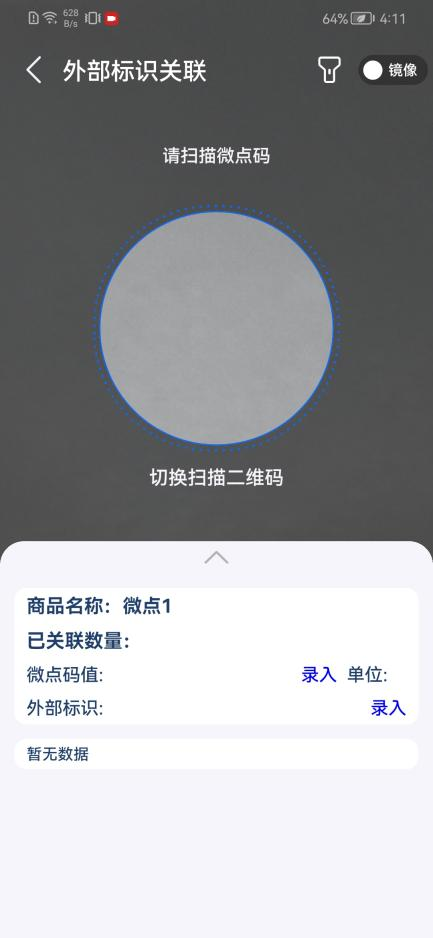 628
B/s
64% 4:11
外部标识关联
镜像
请扫描微点码
切换扫描二维码
商品名称：微点1
已关联数量：
微点码值: 录入 单位:
外部标识: 录入
暂无数据